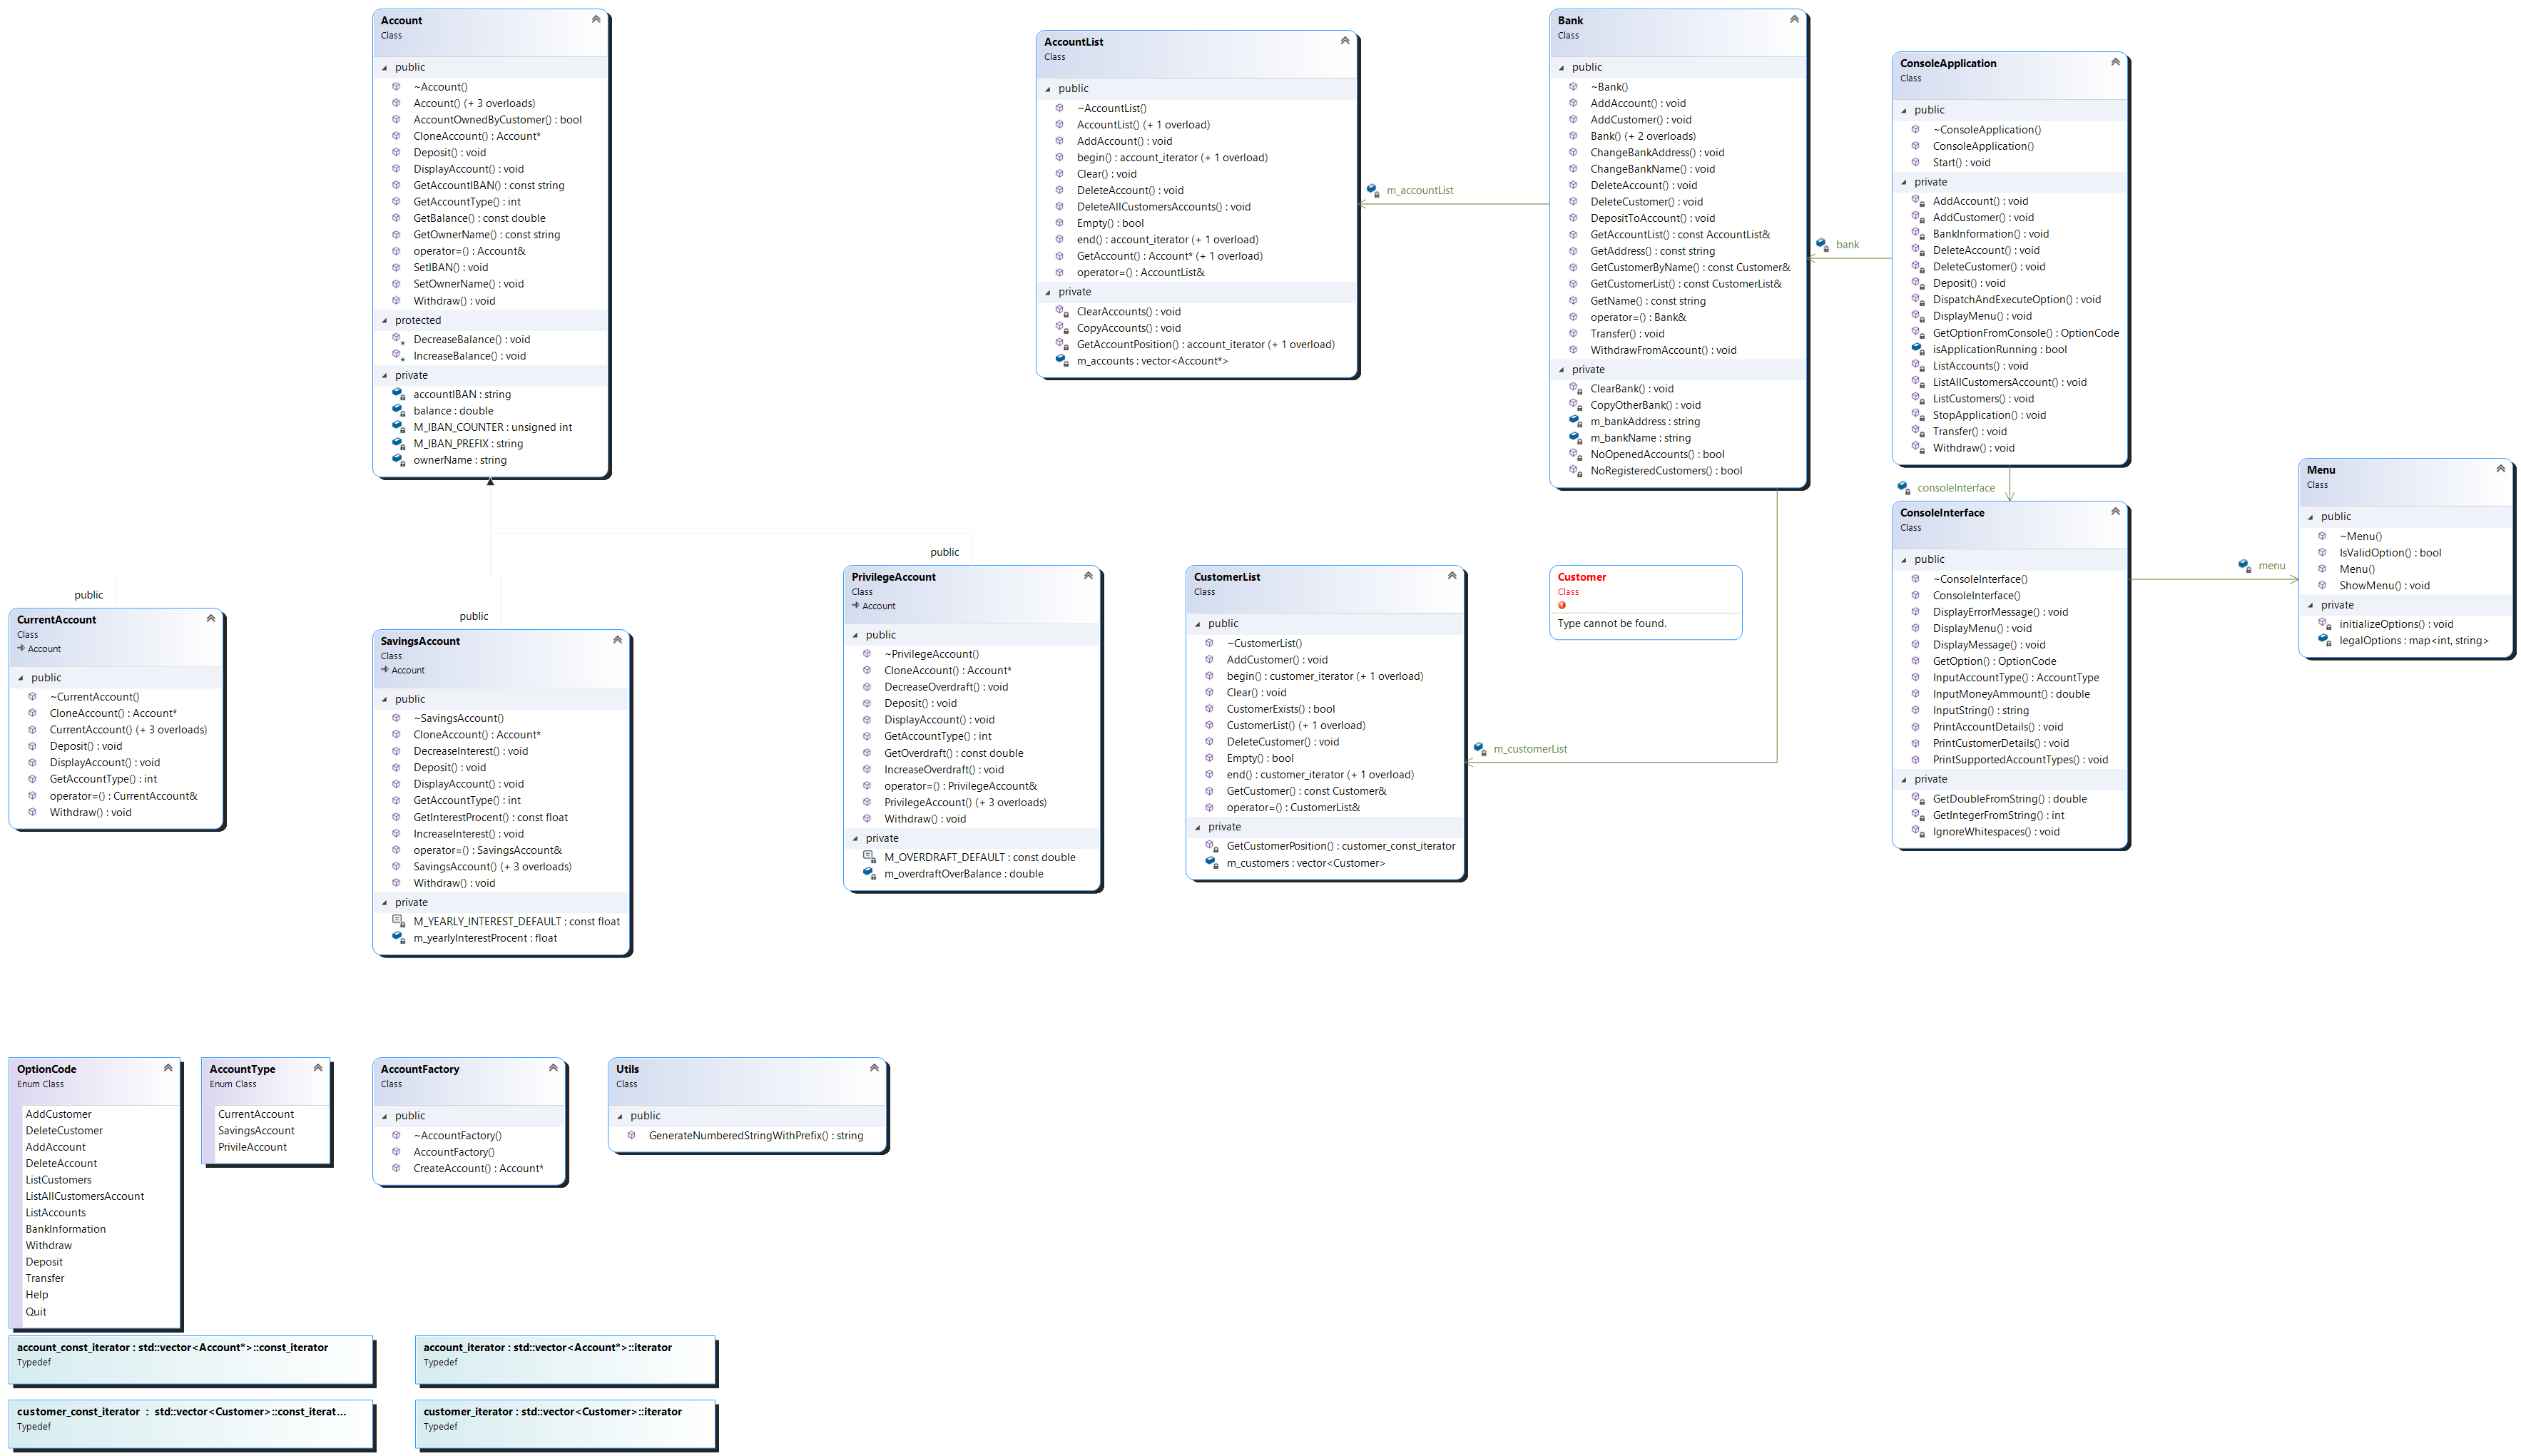 Account
Class
public
~Account()
Account() (+ 3 overloads)
AccountOwnedByCustomer() : bool
CloneAccount() : Account*
Deposit() : void
DisplayAccount() : void
GetAccountIBAN() : const string
GetAccountType() : int
GetBalance() : const double
GetOwnerName() : const string
operator=() : Account&
SetIBAN() : void
SetOwnerName() : void
Withdraw() : void
protected
DecreaseBalance() : void
IncreaseBalance() : void
private
accountIBAN : string
balance : double
M_IBAN_COUNTER : unsigned int
M_IBAN_PREFIX : string
ownerName : string
AccountList
Class
public
~AccountList()
AccountList() (+ 1 overload)
AddAccount() : void
begin() : account_iterator (+ 1 overload)
Clear() : void
DeleteAccount() : void
DeleteAllCustomersAccounts() : void
Empty() : bool
end() : account_iterator (+ 1 overload)
GetAccount() : Account* (+ 1 overload)
operator=() : AccountList&
private
ClearAccounts() : void
CopyAccounts() : void
GetAccountPosition() : account_iterator (+ 1 overload)
m_accounts : vector<Account*>
m_accountList
Bank
Class
public
~Bank()
AddAccount() : void
AddCustomer() : void
Bank() (+ 2 overloads)
ChangeBankAddress() : void
ChangeBankName() : void
DeleteAccount() : void
DeleteCustomer() : void
DepositToAccount() : void
GetAccountList() : const AccountList&
GetAddress() : const string
GetCustomerByName() : const Customer&
GetCustomerList() : const CustomerList&
GetName() : const string
operator=() : Bank&
Transfer() : void
WithdrawFromAccount() : void
private
ClearBank() : void
CopyOtherBank() : void
m_bankAddress : string
m_bankName : string
NoOpenedAccounts() : bool
NoRegisteredCustomers() : bool
bank
ConsoleApplication
Class
public
~ConsoleApplication()
ConsoleApplication()
Start() : void
private
AddAccount() : void
AddCustomer() : void
BankInformation() : void
DeleteAccount() : void
DeleteCustomer() : void
Deposit() : void
DispatchAndExecuteOption() : void
DisplayMenu() : void
GetOptionFromConsole() : OptionCode
isApplicationRunning : bool
ListAccounts() : void
ListAllCustomersAccount() : void
ListCustomers() : void
StopApplication() : void
Transfer() : void
Withdraw() : void
consoleInterface
Menu
Class
public
~Menu()
IsValidOption() : bool
Menu()
ShowMenu() : void
private
initializeOptions() : void
legalOptions : map<int, string>
menu
ConsoleInterface
Class
public
~ConsoleInterface()
ConsoleInterface()
DisplayErrorMessage() : void
DisplayMenu() : void
DisplayMessage() : void
GetOption() : OptionCode
InputAccountType() : AccountType
InputMoneyAmmount() : double
InputString() : string
PrintAccountDetails() : void
PrintCustomerDetails() : void
PrintSupportedAccountTypes() : void
private
GetDoubleFromString() : double
GetIntegerFromString() : int
IgnoreWhitespaces() : void
public
CurrentAccount
Class
Account
public
~CurrentAccount()
CloneAccount() : Account*
CurrentAccount() (+ 3 overloads)
Deposit() : void
DisplayAccount() : void
GetAccountType() : int
operator=() : CurrentAccount&
Withdraw() : void
public
SavingsAccount
Class
Account
public
~SavingsAccount()
CloneAccount() : Account*
DecreaseInterest() : void
Deposit() : void
DisplayAccount() : void
GetAccountType() : int
GetInterestProcent() : const float
IncreaseInterest() : void
operator=() : SavingsAccount&
SavingsAccount() (+ 3 overloads)
Withdraw() : void
private
M_YEARLY_INTEREST_DEFAULT : const float
m_yearlyInterestProcent : float
public
PrivilegeAccount
Class
Account
public
~PrivilegeAccount()
CloneAccount() : Account*
DecreaseOverdraft() : void
Deposit() : void
DisplayAccount() : void
GetAccountType() : int
GetOverdraft() : const double
IncreaseOverdraft() : void
operator=() : PrivilegeAccount&
PrivilegeAccount() (+ 3 overloads)
Withdraw() : void
private
M_OVERDRAFT_DEFAULT : const double
m_overdraftOverBalance : double
CustomerList
Class
public
~CustomerList()
AddCustomer() : void
begin() : customer_iterator (+ 1 overload)
Clear() : void
CustomerExists() : bool
CustomerList() (+ 1 overload)
DeleteCustomer() : void
Empty() : bool
end() : customer_iterator (+ 1 overload)
GetCustomer() : const Customer&
operator=() : CustomerList&
private
GetCustomerPosition() : customer_const_iterator
m_customers : vector<Customer>
m_customerList
Customer
Class
Type cannot be found.
OptionCode
Enum Class
AddCustomer
DeleteCustomer
AddAccount
DeleteAccount
ListCustomers
ListAllCustomersAccount
ListAccounts
BankInformation
Withdraw
Deposit
Transfer
Help
Quit
AccountType
Enum Class
CurrentAccount
SavingsAccount
PrivileAccount
AccountFactory
Class
public
~AccountFactory()
AccountFactory()
CreateAccount() : Account*
Utils
Class
public
GenerateNumberedStringWithPrefix() : string
account_const_iterator : std::vector<Account*>::const_iterator
Typedef
account_iterator : std::vector<Account*>::iterator
Typedef
customer_const_iterator : std::vector<Customer>::const_iterat...
Typedef
customer_iterator : std::vector<Customer>::iterator
Typedef